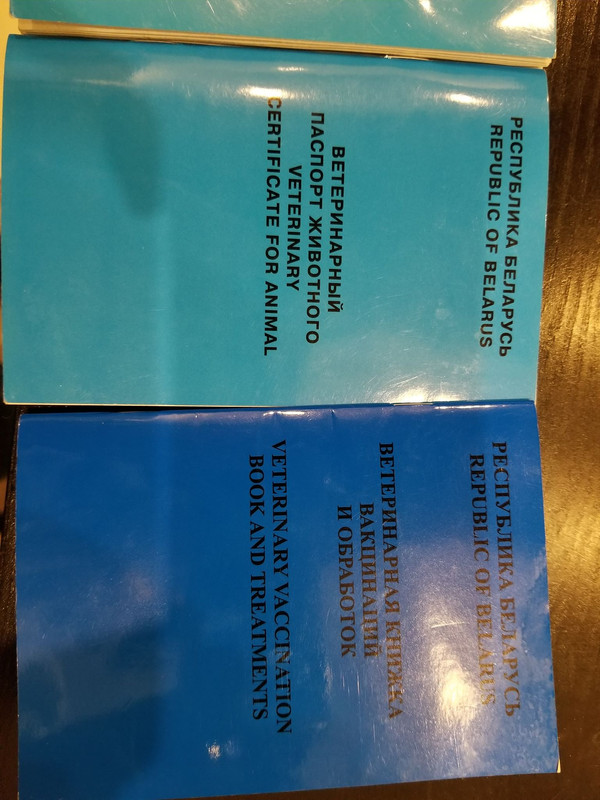 РЕСПУБЛИКА БЕЛАРУСЬ
REPUBLIC OF BELARUS
ВЕТЕРИНАРНЫЙ
ПАСПОРТ ЖИВОТНОГО
VETERINARY
CERTIFICATE FOR ANIMAL
РЕСПУБЛИКА БЕЛАРУСЬ
REPUBLIC OF BELARUS
ВЕТЕРИНАРНАЯ КНИЖКА
ВАКЦИНАЦИЙ
И ОБРАБОТОК
VETERINARY VACCINATION
BOOK AND TREATMENTS